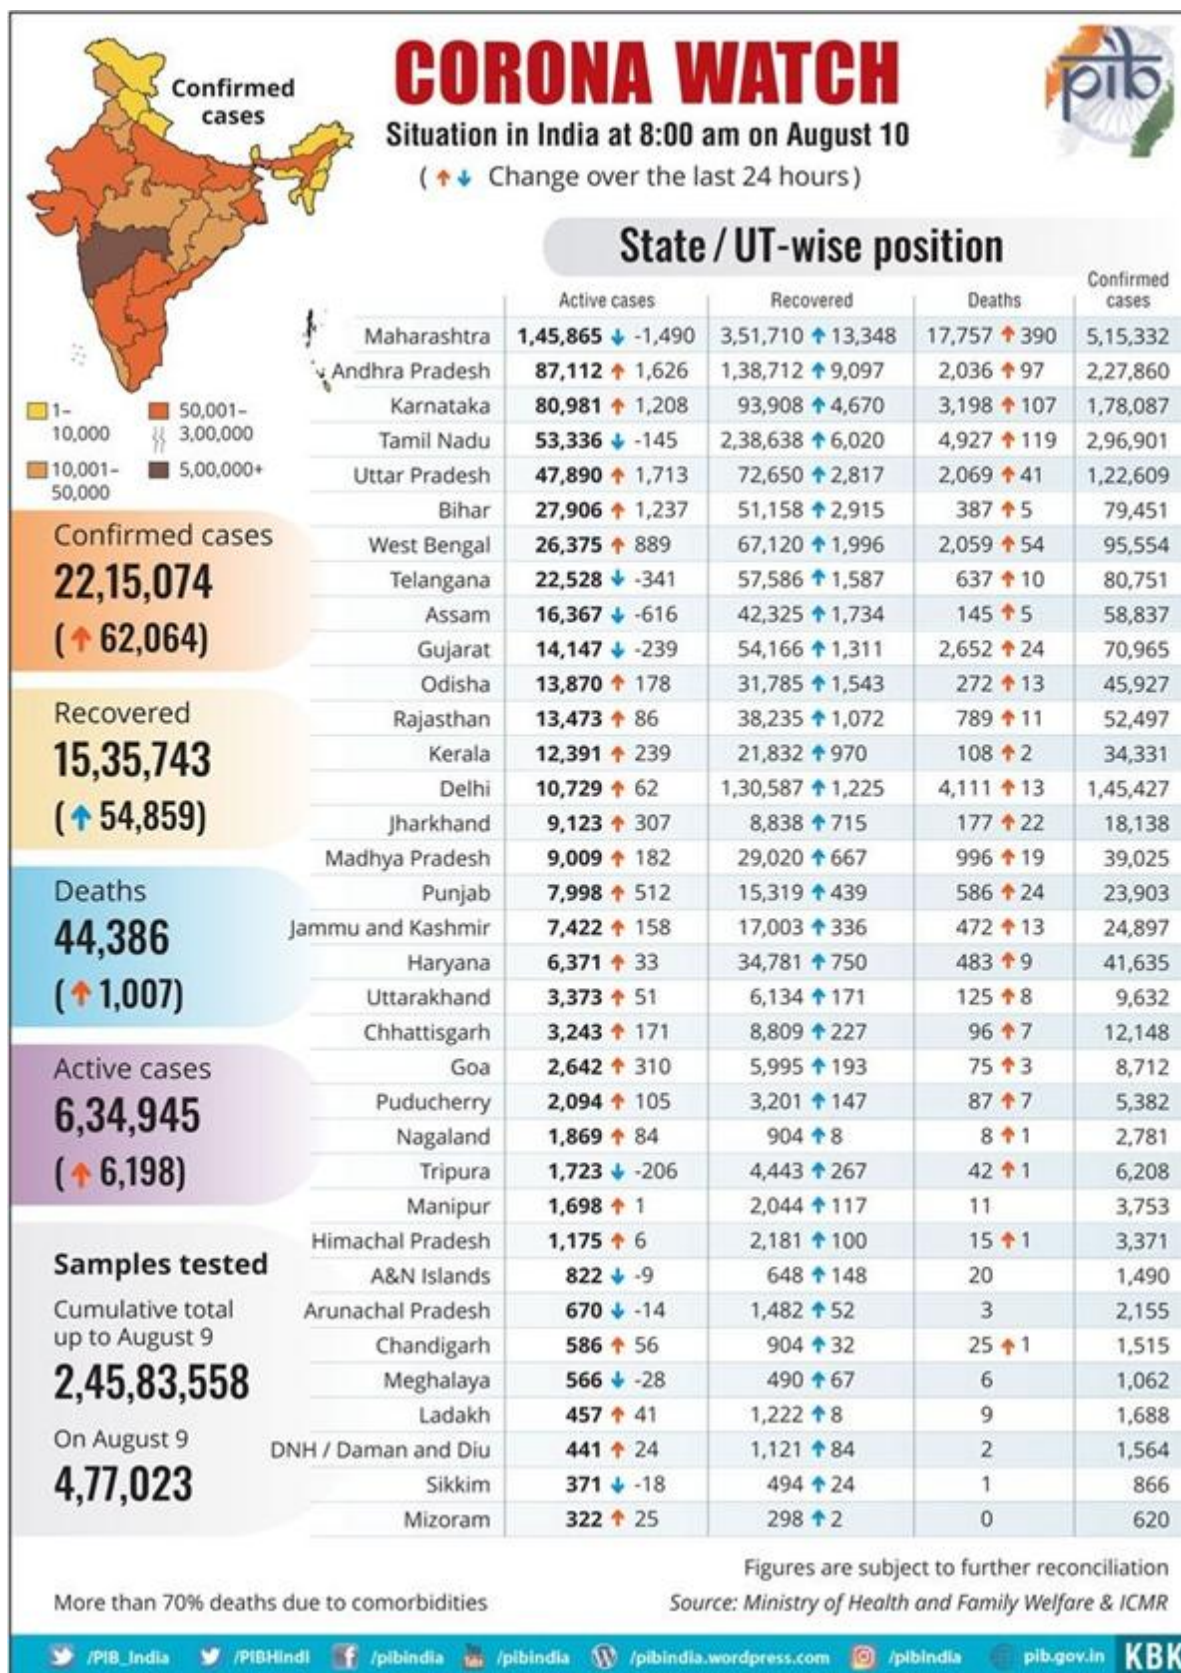 Confirmed
cases
CORONA WATCH
pib
Situation in India at 8:00 am on August 10
( ↑ ↓ Change over the last 24 hours)
1–
10,000
50,001–
3,00,000
10,001–
50,000
5,00,000+
Confirmed cases
22,15,074
(↑ 62,064)
Recovered
15,35,743
(↑ 54,859)
Deaths
44,386
(↑ 1,007)
Active cases
6,34,945
(↑ 6,198)
Samples tested
Cumulative total
up to August 9
2,45,83,558
On August 9
4,77,023
State / UT-wise position
Active cases Recovered Deaths Confirmed cases
Maharashtra 1,45,865 ↓ -1,490 3,51,710 ↑ 13,348 17,757 ↑ 390 5,15,332
Andhra Pradesh 87,112 ↑ 1,626 1,38,712 ↑ 9,097 2,036 ↑ 97 2,27,860
Karnataka 80,981 ↑ 1,208 93,908 ↑ 4,670 3,198 ↑ 107 1,78,087
Tamil Nadu 53,336 ↓ -145 2,38,638 ↑ 6,020 4,927 ↑ 119 2,96,901
Uttar Pradesh 47,890 ↑ 1,713 72,650 ↑ 2,817 2,069 ↑ 41 1,22,609
Bihar 27,906 ↑ 1,237 51,158 ↑ 2,915 387 ↑ 5 79,451
West Bengal 26,375 ↑ 889 67,120 ↑ 1,996 2,059 ↑ 54 95,554
Telangana 22,528 ↓ -341 57,586 ↑ 1,587 637 ↑ 10 80,751
Assam 16,367 ↓ -616 42,325 ↑ 1,734 145 ↑ 5 58,837
Gujarat 14,147 ↓ -239 54,166 ↑ 1,311 2,652 ↑ 24 70,965
Odisha 13,870 ↑ 178 31,785 ↑ 1,543 272 ↑ 13 45,927
Rajasthan 13,473 ↑ 86 38,235 ↑ 1,072 789 ↑ 11 52,497
Kerala 12,391 ↑ 239 21,832 ↑ 970 108 ↑ 2 34,331
Delhi 10,729 ↑ 62 1,30,587 ↑ 1,225 4,111 ↑ 13 1,45,427
Jharkhand 9,123 ↑ 307 8,838 ↑ 715 177 ↑ 22 18,138
Madhya Pradesh 9,009 ↑ 182 29,020 ↑ 667 996 ↑ 19 39,025
Punjab 7,998 ↑ 512 15,319 ↑ 439 586 ↑ 24 23,903
Jammu and Kashmir 7,422 ↑ 158 17,003 ↑ 336 472 ↑ 13 24,897
Haryana 6,371 ↑ 33 34,781 ↑ 750 483 ↑ 9 41,635
Uttarakhand 3,373 ↑ 51 6,134 ↑ 171 125 ↑ 8 9,632
Chhattisgarh 3,243 ↑ 171 8,809 ↑ 227 96 ↑ 7 12,148
Goa 2,642 ↑ 310 5,995 ↑ 193 75 ↑ 3 8,712
Puducherry 2,094 ↑ 105 3,201 ↑ 147 87 ↑ 7 5,382
Nagaland 1,869 ↑ 84 904 ↑ 8 8 ↑ 1 2,781
Tripura 1,723 ↓ -206 4,443 ↑ 267 42 ↑ 1 6,208
Manipur 1,698 ↑ 1 2,044 ↑ 117 11 3,753
Himachal Pradesh 1,175 ↑ 6 2,181 ↑ 100 15 ↑ 1 3,371
A&N Islands 822 ↓ -9 648 ↑ 148 20 1,490
Arunachal Pradesh 670 ↓ -14 1,482 ↑ 52 3 2,155
Chandigarh 586 ↑ 56 904 ↑ 32 25 ↑ 1 1,515
Meghalaya 566 ↓ -28 490 ↑ 67 6 1,062
Ladakh 457 ↑ 41 1,222 ↑ 8 9 1,688
DNH / Daman and Diu 441 ↑ 24 1,121 ↑ 84 2 1,564
Sikkim 371 ↓ -18 494 ↑ 24 1 866
Mizoram 322 ↑ 25 298 ↑ 2 0 620
Figures are subject to further reconciliation
More than 70% deaths due to comorbidities Source: Ministry of Health and Family Welfare & ICMR
/PIB_India /PIBHindi /pibindia /pibindia /pibindia.wordpress.com /pibindia pib.gov.in KBK